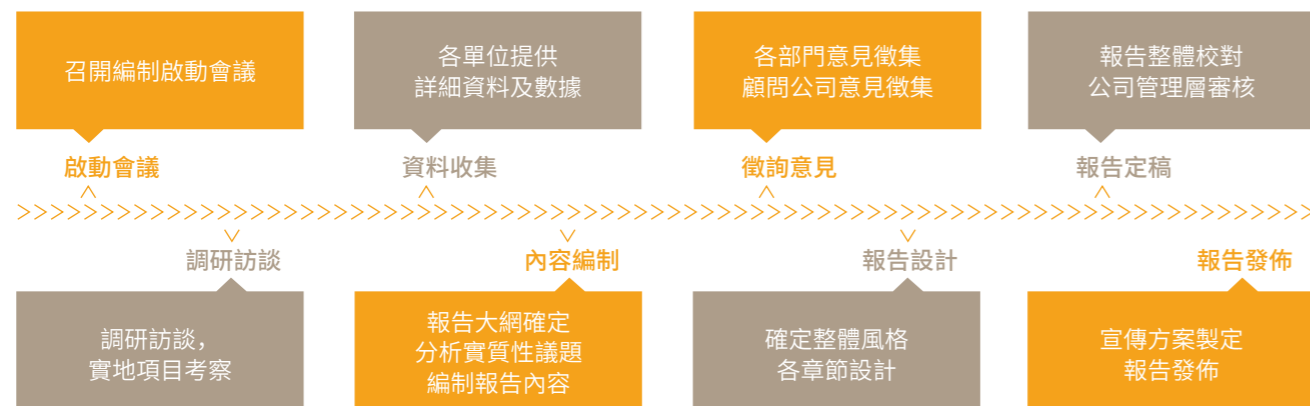 召開編制啟動會議
啟動會議
調研訪談
調研訪談，
實地項目考察
各單位提供
詳細資料及數據
資料收集
內容編制
報告大網確定
分析實質性議題
編制報告內容
各部門意見徵集
顧問公司意見徵集
徵詢意見
報告設計
確定整體風格
各章節設計
報告整體校對
公司管理層審核
報告定稿
報告發佈
宣傳方案製定
報告發佈